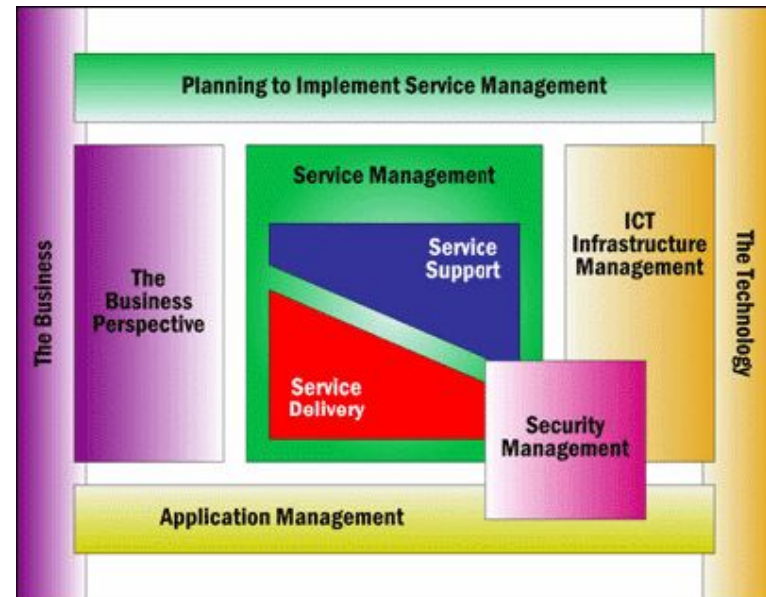 Planning to Implement Service Management
The Business
The
Business
Perspective
Service Management
Service
Support
Service
Delivery
ICT
Infrastructure
Management
The Technology
Security
Management
Application Management